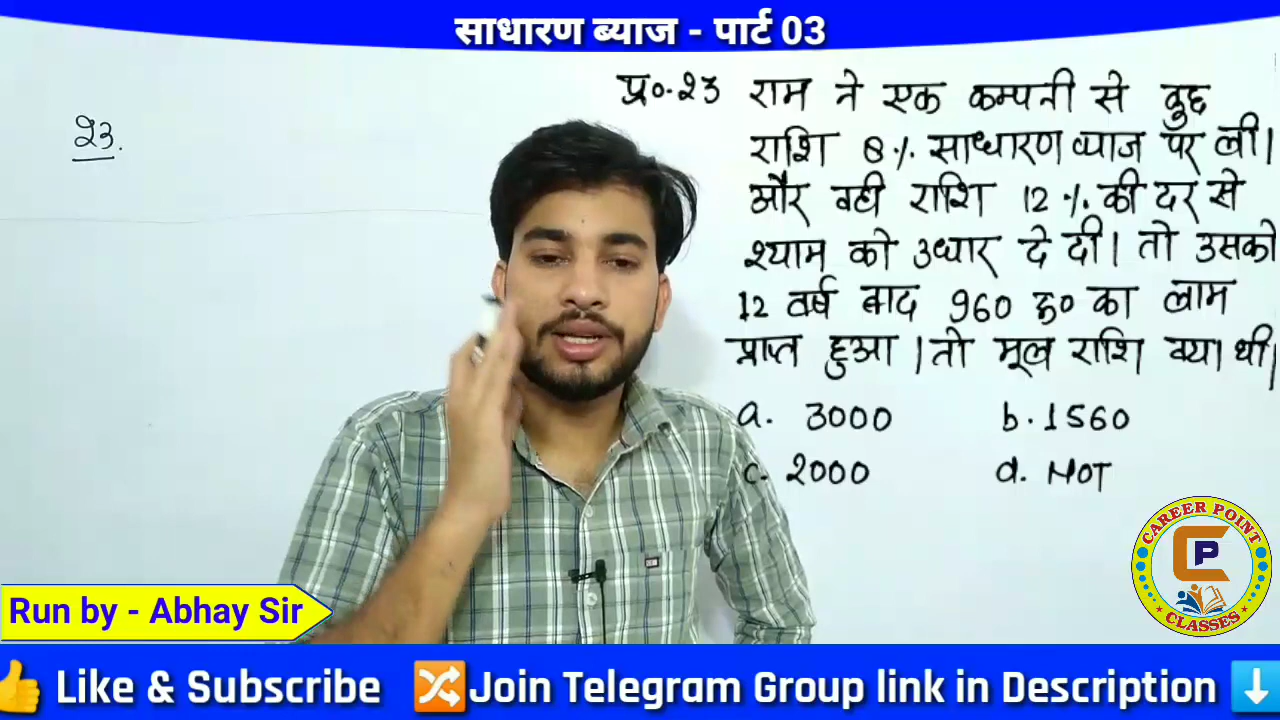 साधारण ब्याज - पार्ट 03
23.
प्र०.23 राम ने एक कम्पनी से कुछ
राशि 8% साधारण ब्याज पर ली।
और वही राशि 12% की दर से
श्याम को उधार दे दी। तो उसको
12 वर्ष बाद 960 रु० का लाभ
प्राप्त हुआ। तो मूल राशि क्या थी।
a. 3000 b. 1560
c. 2000 d. NOT
CAREER POINT
CP
CLASSES
Run by - Abhay Sir
Like & Subscribe Join Telegram Group link in Description